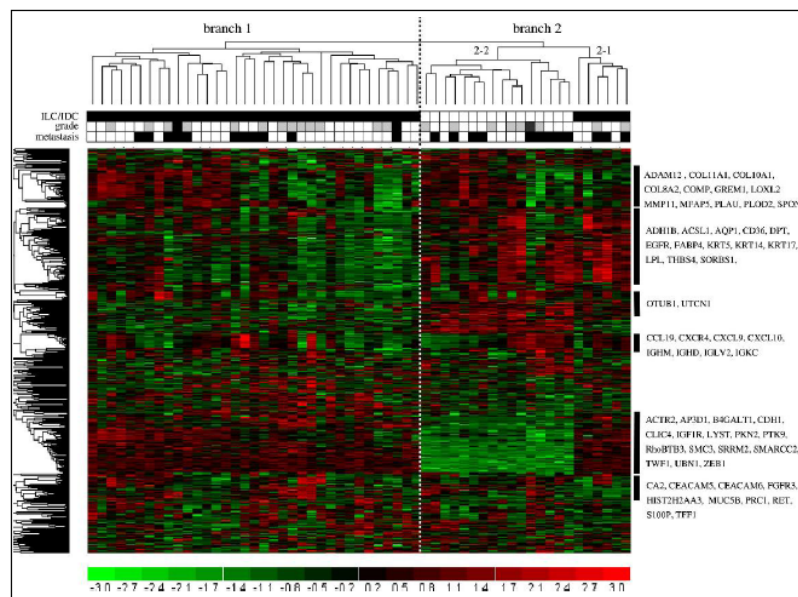 branch 1
branch 2
2-2
2-1
ILC/IDC
grade
metastasis
ADAM12 , COL11A1, COL10A1,
COL8A2, COMP, GREM1, LOXL2
MMP11, MFAP5, PLAU, PLOD2, SPON
ADH1B, ACSL1, AQP1, CD36, DPT,
EGFR, FABP4, KRT5, KRT14, KRT17,
LPL, THBS4, SORBS1,
OTUB1, UTCN1
CCL19, CXCR4, CXCL9, CXCL10,
IGHM, IGHD, IGLV2, IGKC
ACTR2, AP3D1, B4GALT1, CDH1,
CLIC4, IGF1R, LYST, PKN2, PTK9,
RhoBTB3, SMC3, SRRM2, SMARCC2,
TWF1, UBN1, ZEB1
CA2, CEACAM5, CEACAM6, FGFR3,
HIST2H2AA3, MUC5B, PRC1, RET,
S100P, TFF1
-3.0 -2.7 -2.4 -2.1 -1.7 -1.4 -1.1 -0.8 -0.5 -0.2 0.2 0.5 0.8 1.1 1.4 1.7 2.1 2.4 2.7 3.0